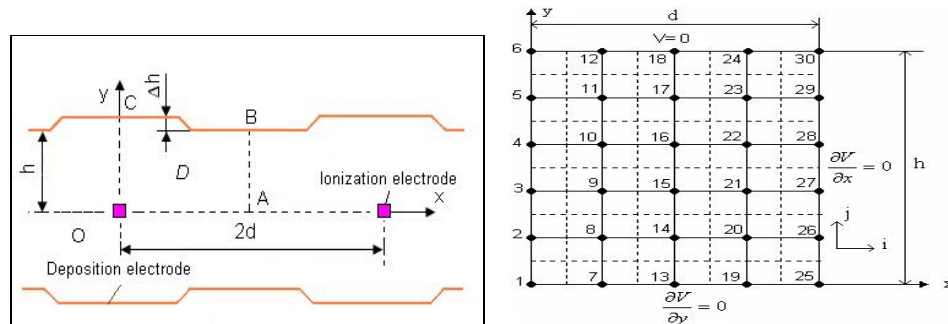 y
C
Δh
B
h
D
Ionization electrode
A
x
O
2d
Deposition electrode
y
d
V=0
6 12 18 24 30
5 11 17 23 29
4 10 16 22 28
∂V/∂x = 0
h
3 9 15 21 27
j
2 8 14 20 26
i
1 7 13 19 25
x
∂V/∂y = 0